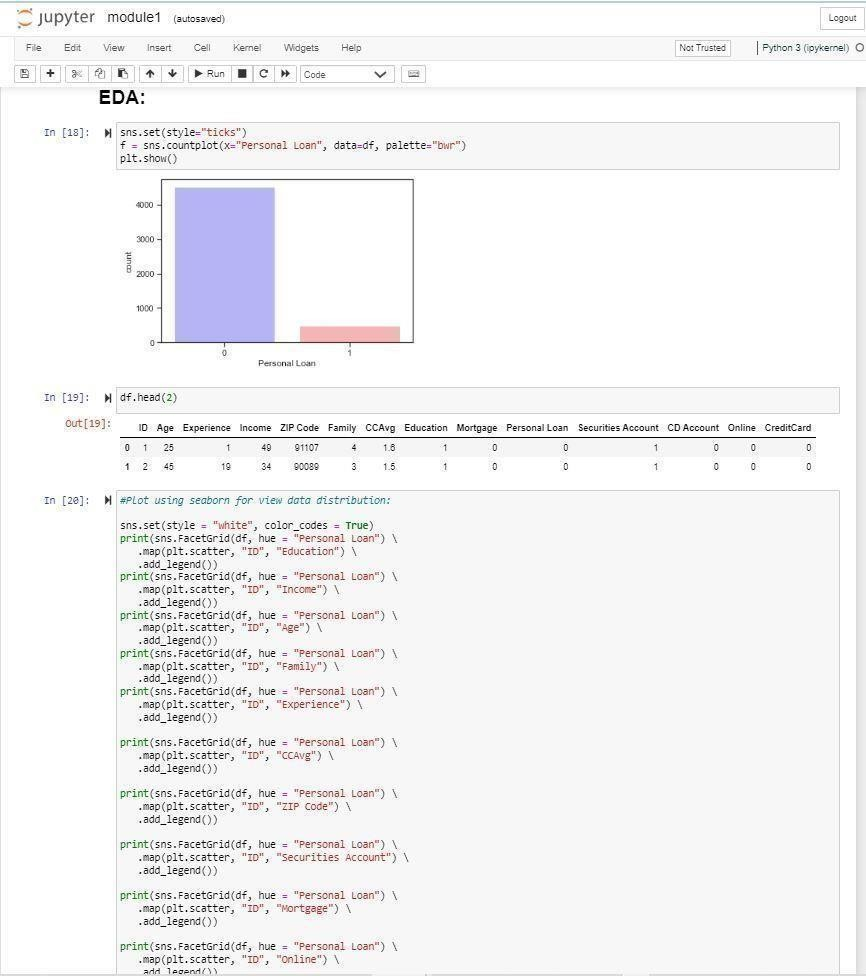 jupyter module1 (autosaved)
Logout
File Edit View Insert Cell Kernel Widgets Help
Not Trusted
Python 3 (ipykernel)
Run
Code
EDA:
In [18]:
sns.set(style="ticks")
f = sns.countplot(x="Personal Loan", data=df, palette="bwr")
plt.show()
4000
3000
2000
1000
0
count
0 1
Personal Loan
In [19]:
df.head(2)
Out[19]:
ID Age Experience Income ZIP Code Family CCAvg Education Mortgage Personal Loan Securities Account CD Account Online CreditCard
0 1 25 1 49 91107 4 1.6 1 0 0 1 0 0 0
1 2 45 19 34 90089 3 1.5 1 0 0 1 0 0 0
In [20]:
#Plot using seaborn for view data distribution:
sns.set(style = "white", color_codes = True)
print(sns.FacetGrid(df, hue = "Personal Loan") \
.map(plt.scatter, "ID", "Education") \
.add_legend())
print(sns.FacetGrid(df, hue = "Personal Loan") \
.map(plt.scatter, "ID", "Income") \
.add_legend())
print(sns.FacetGrid(df, hue = "Personal Loan") \
.map(plt.scatter, "ID", "Age") \
.add_legend())
print(sns.FacetGrid(df, hue = "Personal Loan") \
.map(plt.scatter, "ID", "Family") \
.add_legend())
print(sns.FacetGrid(df, hue = "Personal Loan") \
.map(plt.scatter, "ID", "Experience") \
.add_legend())
print(sns.FacetGrid(df, hue = "Personal Loan") \
.map(plt.scatter, "ID", "CCAvg") \
.add_legend())
print(sns.FacetGrid(df, hue = "Personal Loan") \
.map(plt.scatter, "ID", "ZIP Code") \
.add_legend())
print(sns.FacetGrid(df, hue = "Personal Loan") \
.map(plt.scatter, "ID", "Securities Account") \
.add_legend())
print(sns.FacetGrid(df, hue = "Personal Loan") \
.map(plt.scatter, "ID", "Mortgage") \
.add_legend())
print(sns.FacetGrid(df, hue = "Personal Loan") \
.map(plt.scatter, "ID", "Online") \
.add_legend())